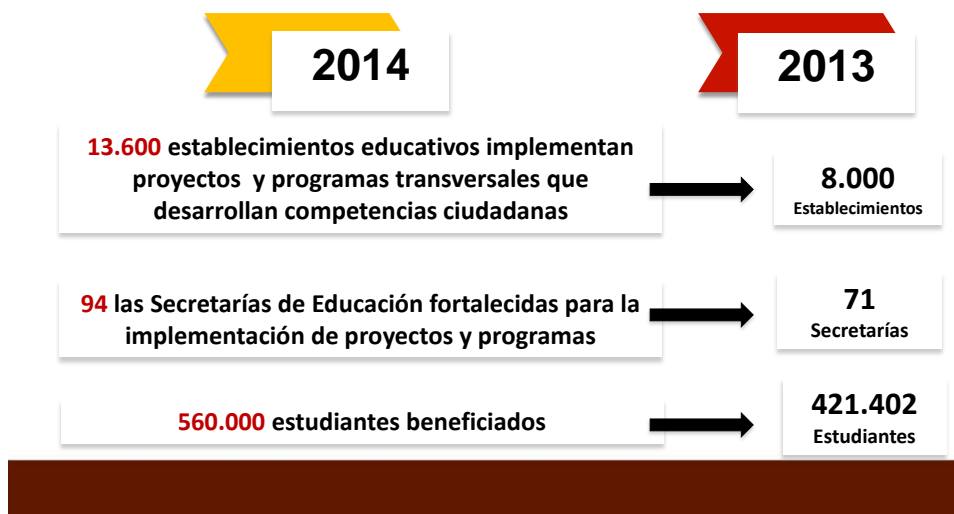 2014
2013
13.600 establecimientos educativos implementan
proyectos y programas transversales que
desarrollan competencias ciudadanas
8.000
Establecimientos
94 las Secretarías de Educación fortalecidas para la
implementación de proyectos y programas
71
Secretarías
560.000 estudiantes beneficiados
421.402
Estudiantes